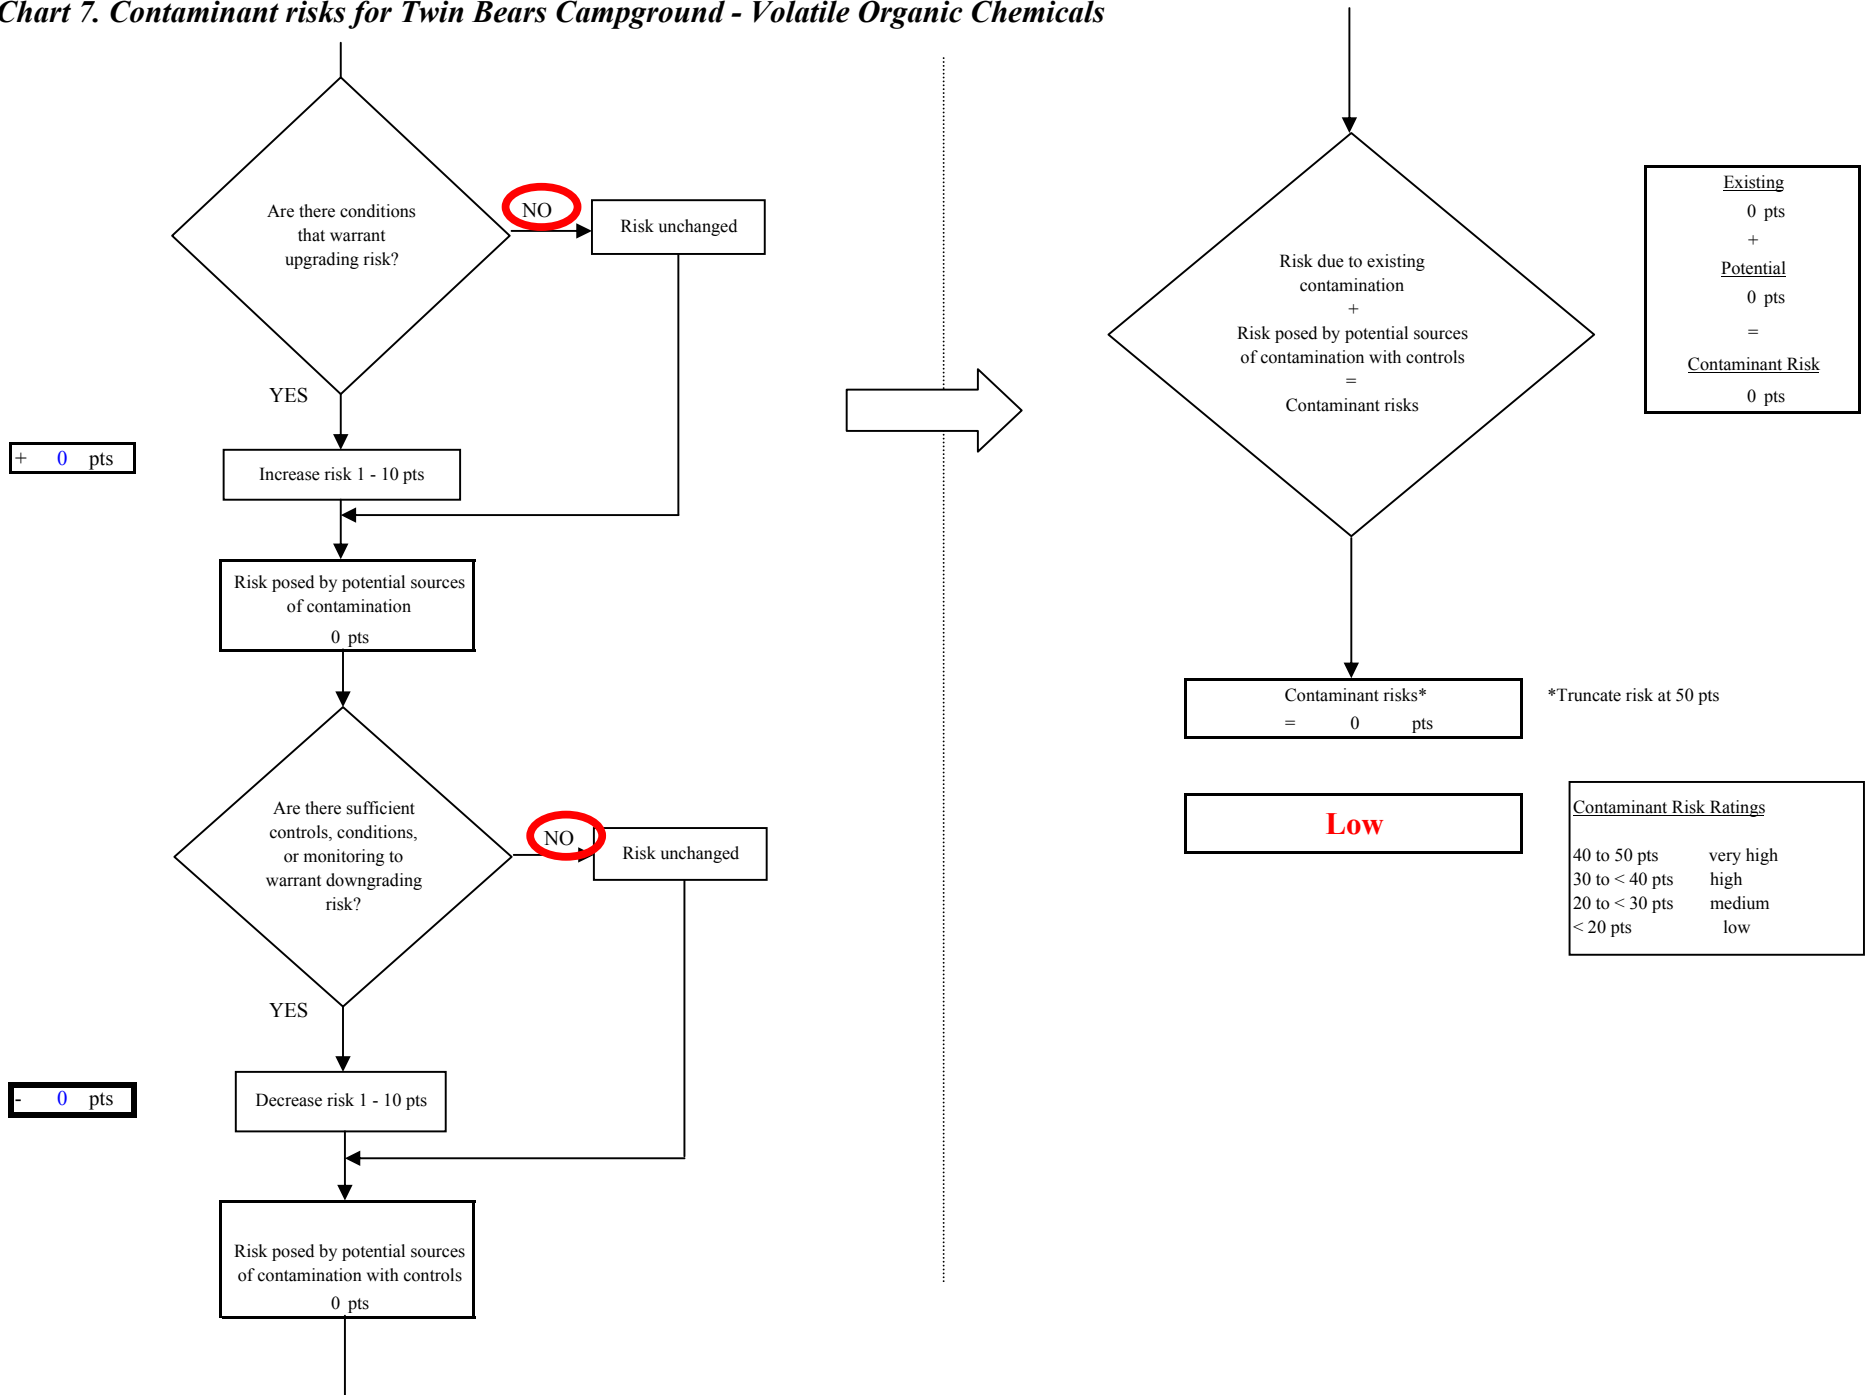 Chart 7. Contaminant risks for Twin Bears Campground - Volatile Organic Chemicals
Are there conditions
that warrant
upgrading risk?
NO
Risk unchanged
YES
+ 0 pts
Increase risk 1 - 10 pts
Risk posed by potential sources
of contamination
0 pts
Are there sufficient
controls, conditions,
or monitoring to
warrant downgrading
risk?
NO
Risk unchanged
YES
- 0 pts
Decrease risk 1 - 10 pts
Risk posed by potential sources
of contamination with controls
0 pts
Risk due to existing
contamination
+
Risk posed by potential sources
of contamination with controls
=
Contaminant risks
Existing
0 pts
+
Potential
0 pts
=
Contaminant Risk
0 pts
Contaminant risks*
= 0 pts
*Truncate risk at 50 pts
Low
Contaminant Risk Ratings
40 to 50 pts very high
30 to < 40 pts high
20 to < 30 pts medium
< 20 pts low